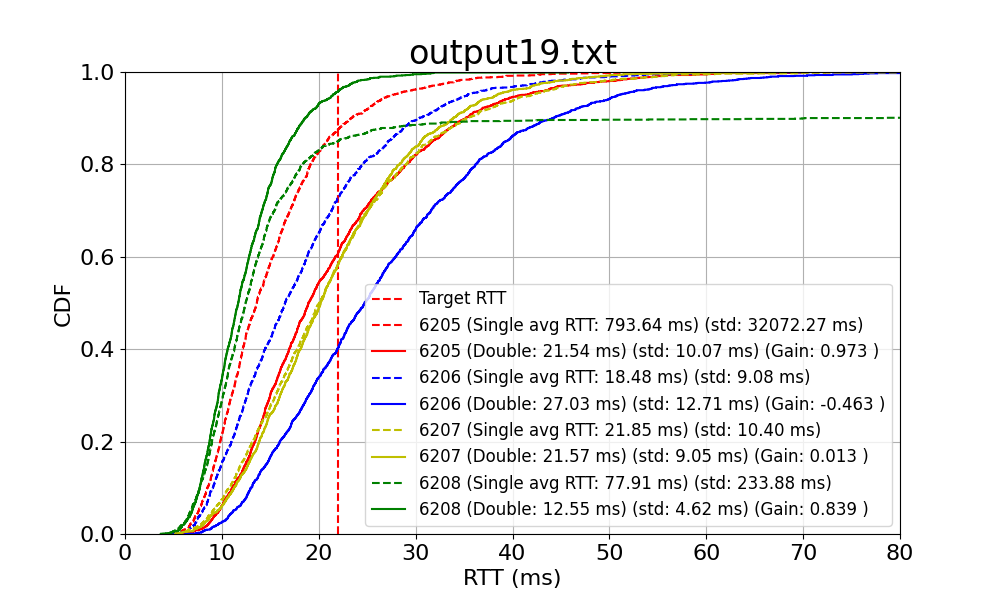 output19.txt
1.0
0.8
0.6
0.4
0.2
0.0
CDF
Target RTT
6205 (Single avg RTT: 793.64 ms) (std: 32072.27 ms)
6205 (Double: 21.54 ms) (std: 10.07 ms) (Gain: 0.973 )
6206 (Single avg RTT: 18.48 ms) (std: 9.08 ms)
6206 (Double: 27.03 ms) (std: 12.71 ms) (Gain: -0.463 )
6207 (Single avg RTT: 21.85 ms) (std: 10.40 ms)
6207 (Double: 21.57 ms) (std: 9.05 ms) (Gain: 0.013 )
6208 (Single avg RTT: 77.91 ms) (std: 233.88 ms)
6208 (Double: 12.55 ms) (std: 4.62 ms) (Gain: 0.839 )
0 10 20 30 40 50 60 70 80
RTT (ms)